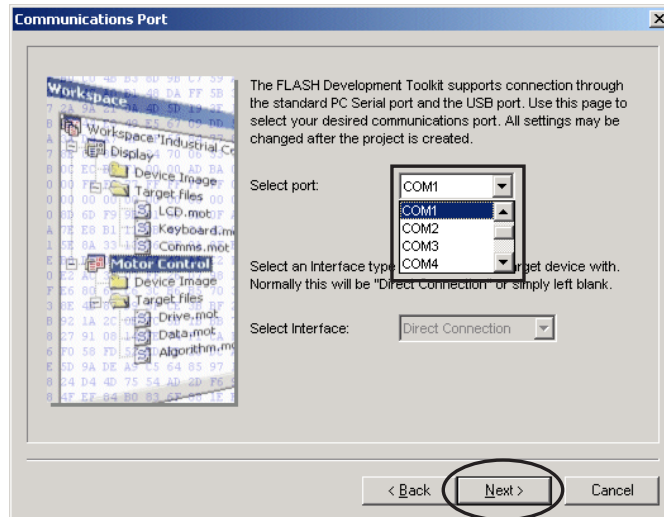 Communications Port
The FLASH Development Toolkit supports connection through
the standard PC Serial port and the USB port. Use this page to
select your desired communications port. All settings may be
changed after the project is created.
Select port:
COM1
COM1
COM2
COM3
COM4
Select an Interface type
device with.
Normally this will be "Direct Connection" or simply left blank.
Select Interface:
Direct Connection
Workspace
Workspace "Industrial
Display
Device Image
Target files
LCD.mot
Keyboard.m
Comms.mot
Motor Control
Device Image
Target files
Drive.mot
Data.mot
Algorithm.mo
< Back
Next >
Cancel